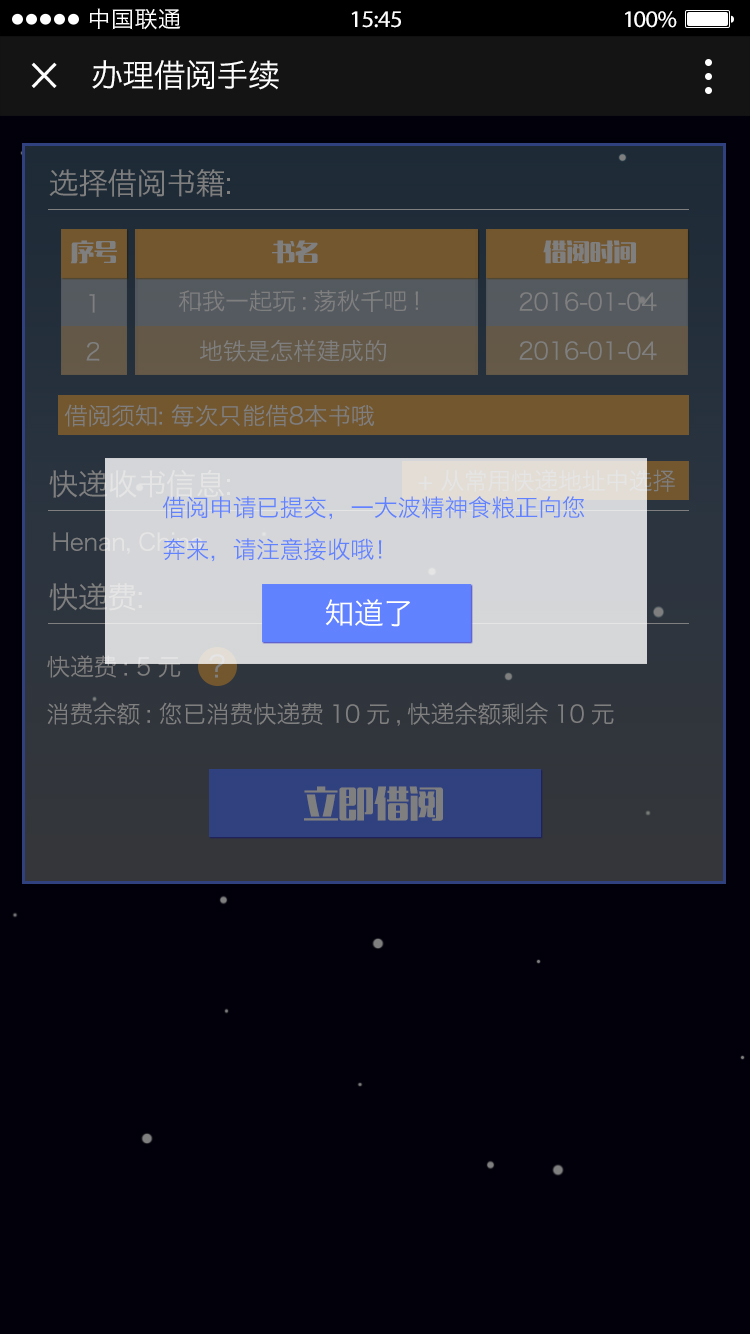 中国联通 15:45 100%
办理借阅手续
选择借阅书籍:
序号 书名 借阅时间
1 和我一起玩 : 荡秋千吧 ! 2016-01-04
2 地铁是怎样建成的 2016-01-04
借阅须知: 每次只能借8本书哦
快递收书信息: + 从常用快递地址中选择
借阅申请已提交，一大波精神食粮正向您
Henan, China
奔来，请注意接收哦!
快递费:
知道了
快递费 : 5 元 ?
消费余额 : 您已消费快递费 10 元 , 快递余额剩余 10 元
立即借阅